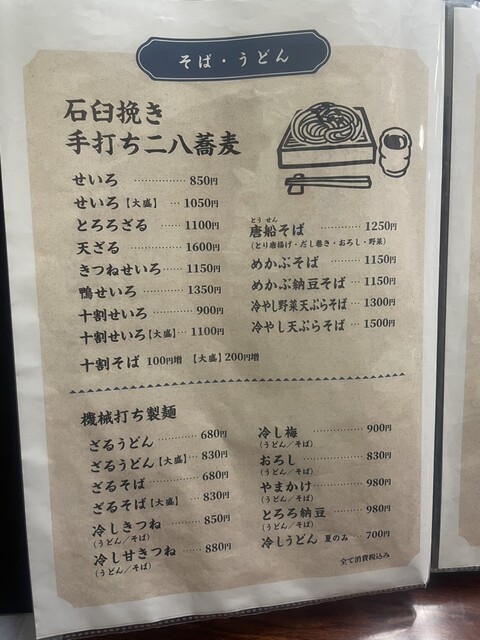 そば・うどん
石臼挽き
手打ち二八蕎麦
せいろ ………… 850円
せいろ【大盛】 … 1050円
とろろざる …… 1100円
天ざる ………… 1600円
きつねせいろ …… 1150円
鴨せいろ ……… 1350円
十割せいろ ……… 900円
十割せいろ【大盛】… 1100円
十割そば 100円増 【大盛】200円増
とうせん
唐船そば ………… 1250円
(とり唐揚げ・だし巻き・おろし・野菜)
めかぶそば ……… 1150円
めかぶ納豆そば … 1150円
冷やし野菜天ぷらそば … 1300円
冷やし天ぷらそば … 1500円
機械打ち製麺
ざるうどん ………… 680円
ざるうどん【大盛】… 830円
ざるそば ………… 680円
ざるそば【大盛】 … 830円
冷しきつね ……… 850円
(うどん/そば)
冷し甘きつね …… 880円
(うどん/そば)
冷し梅 ………… 900円
(うどん/そば)
おろし ………… 830円
(うどん/そば)
やまかけ ……… 980円
(うどん/そば)
とろろ納豆 …… 980円
(うどん/そば)
冷しうどん 夏のみ … 700円
全て消費税込み